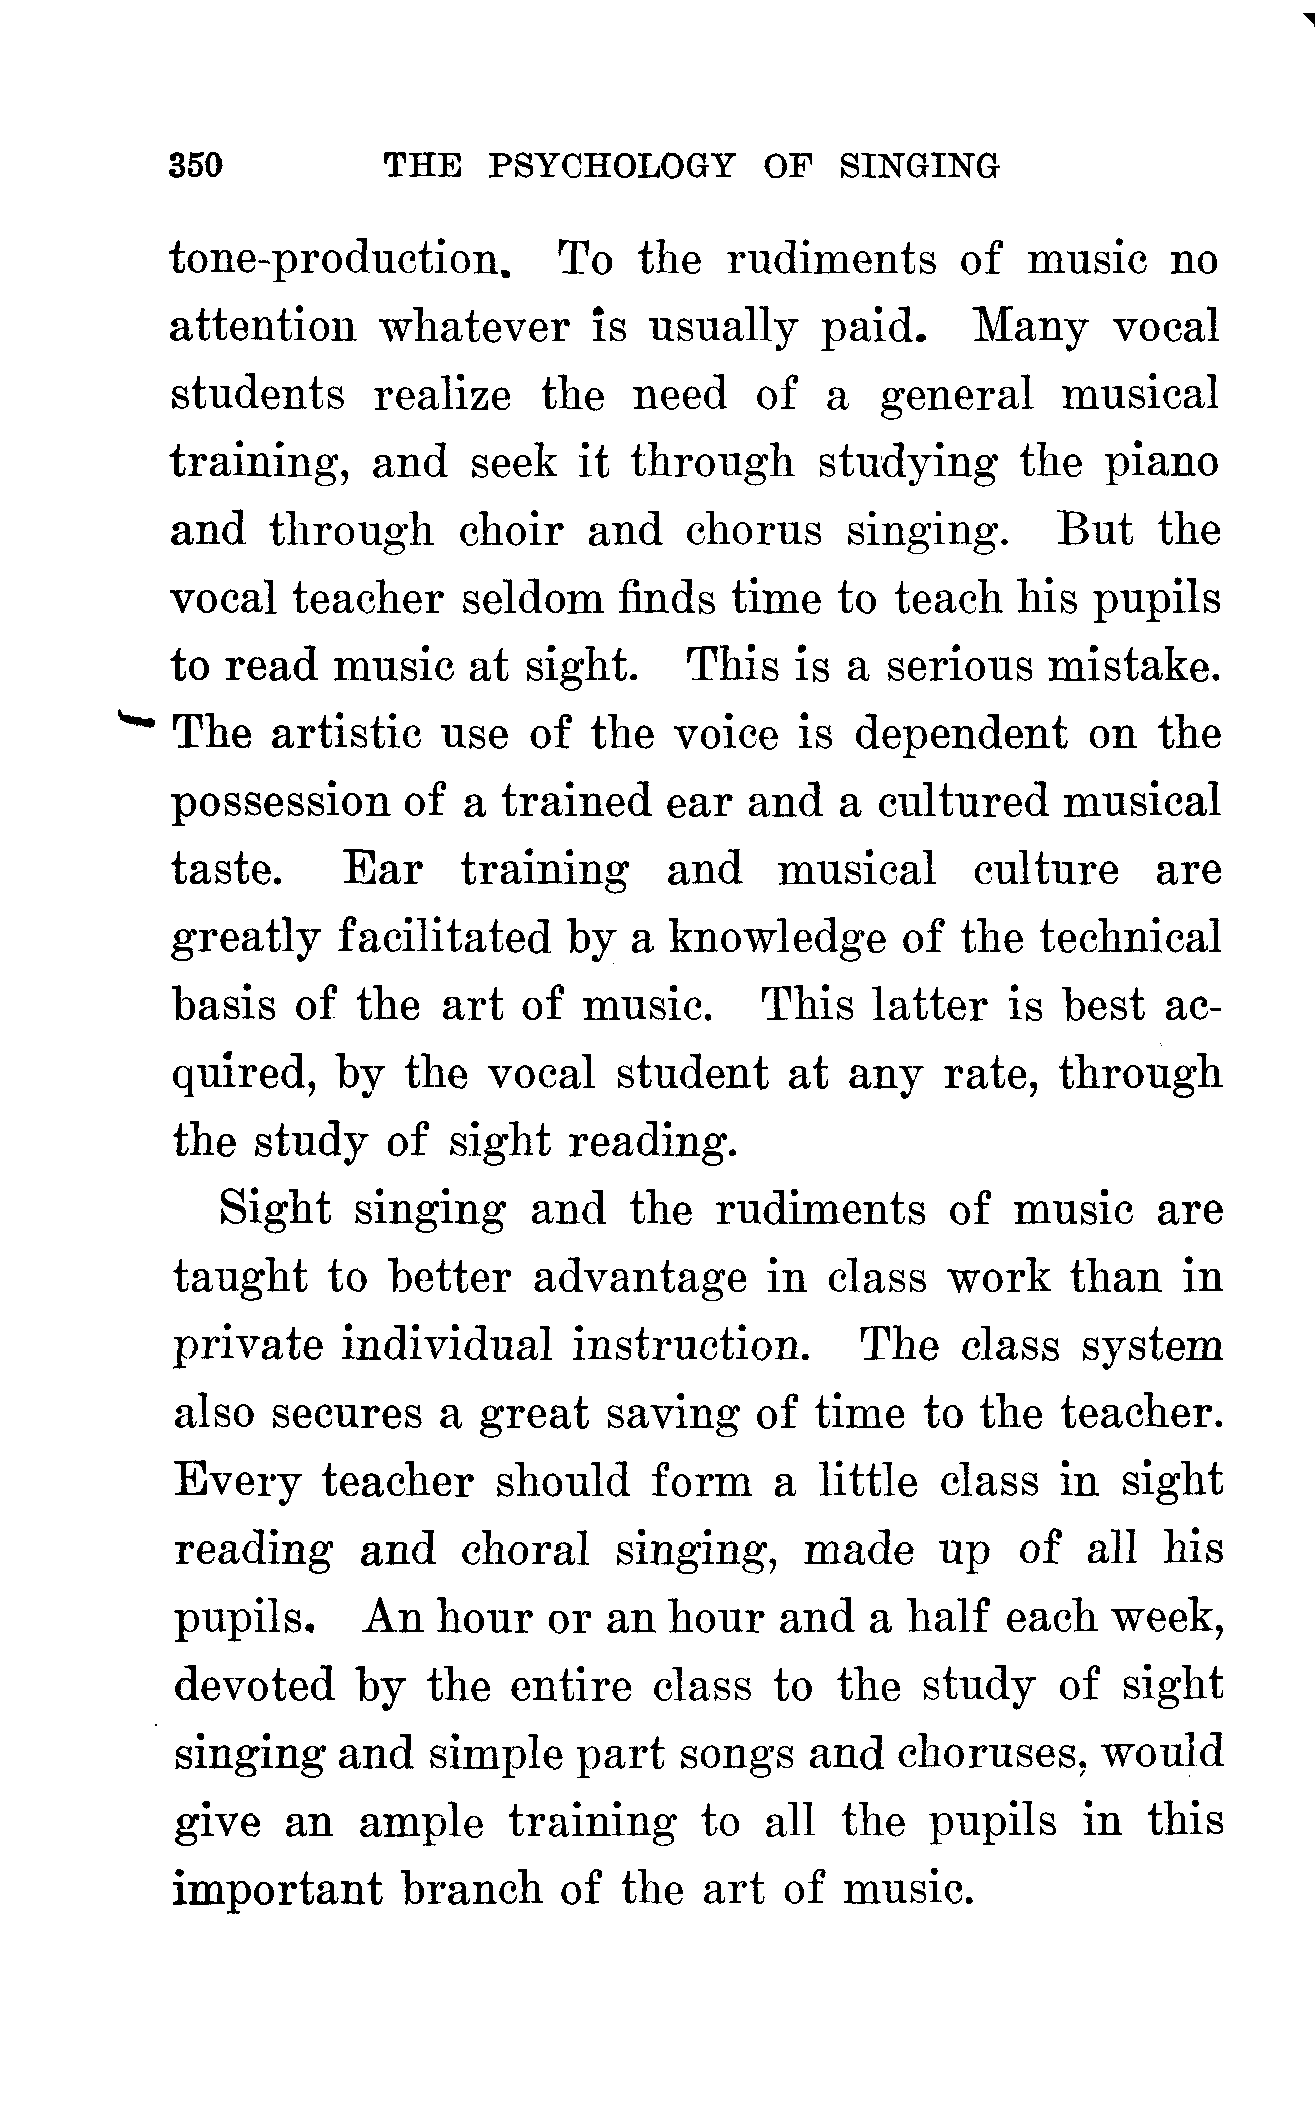 350 THE PSYCHOLOGY OF SINGING
tone-production. To the rudiments of music no
attention whatever is usually paid. Many vocal
students realize the need of a general musical
training, and seek it through studying the piano
and through choir and chorus singing. But the
vocal teacher seldom finds time to teach his pupils
to read music at sight. This is a serious mistake.
The artistic use of the voice is dependent on the
possession of a trained ear and a cultured musical
taste. Ear training and musical culture are
greatly facilitated by a knowledge of the technical
basis of the art of music. This latter is best ac-
quired, by the vocal student at any rate, through
the study of sight reading.
Sight singing and the rudiments of music are
taught to better advantage in class work than in
private individual instruction. The class system
also secures a great saving of time to the teacher.
Every teacher should form a little class in sight
reading and choral singing, made up of all his
pupils. An hour or an hour and a half each week,
devoted by the entire class to the study of sight
singing and simple part songs and choruses, would
give an ample training to all the pupils in this
important branch of the art of music.